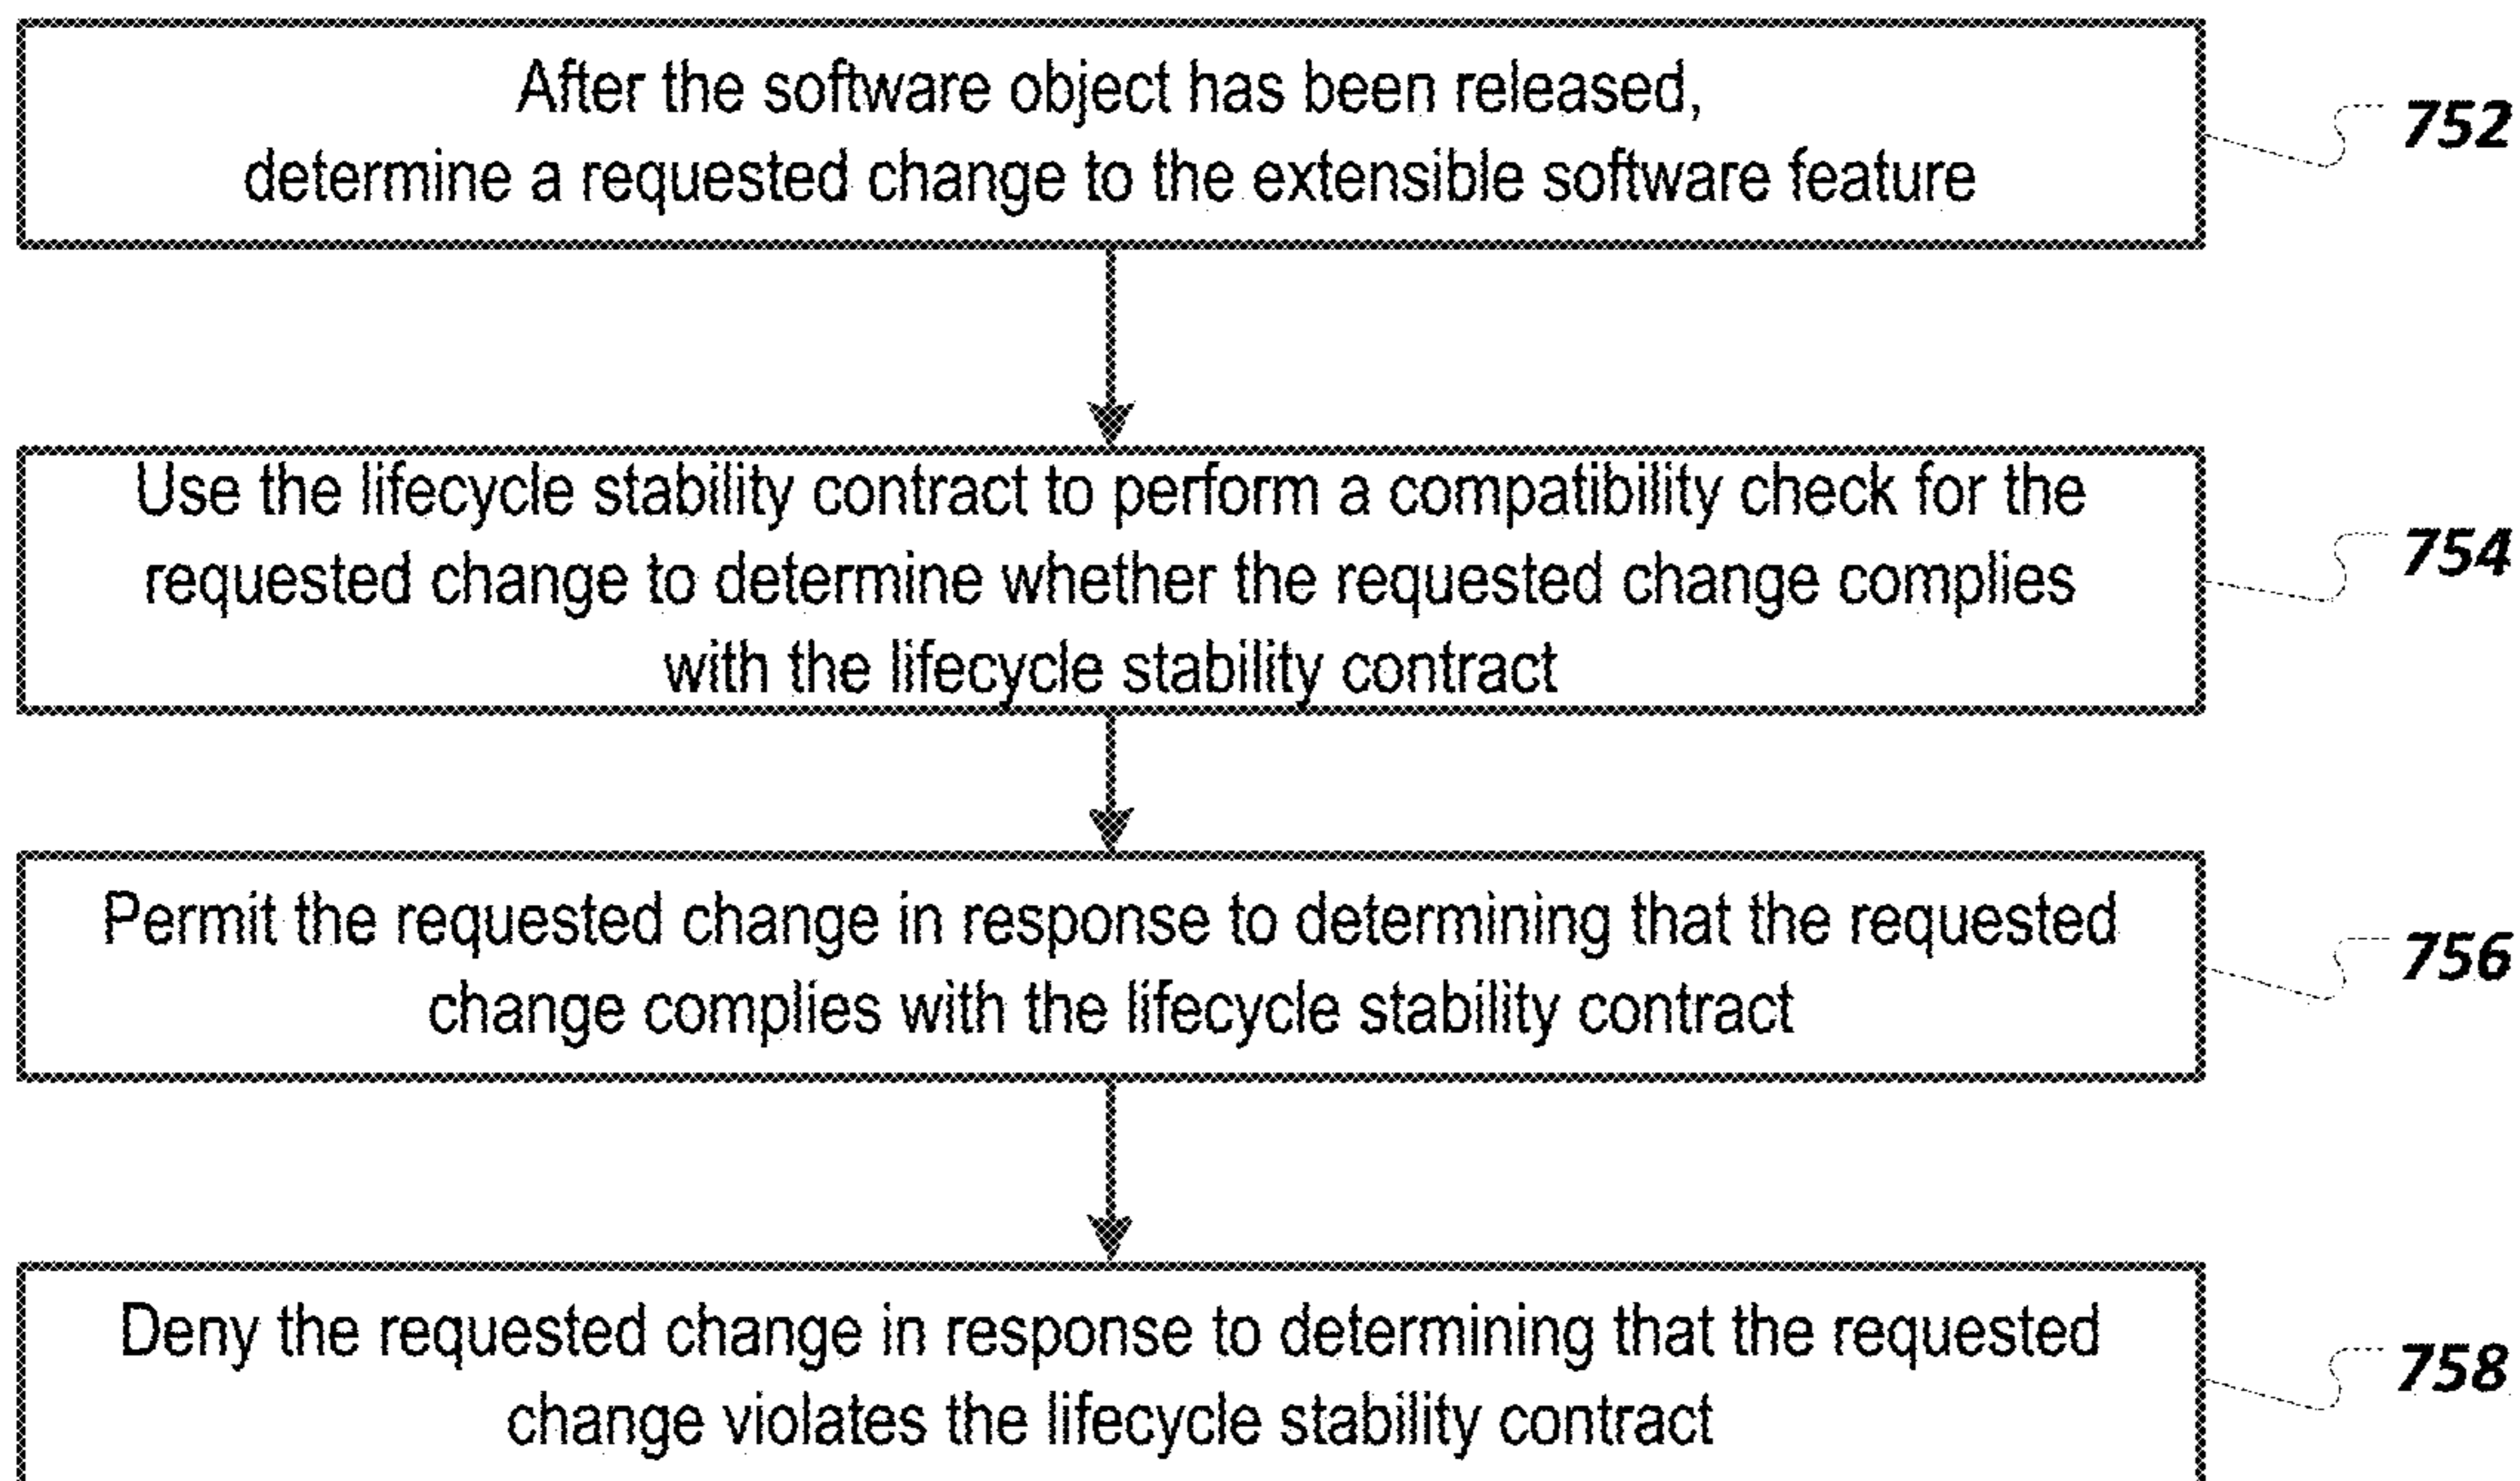 After the software object has been released,
determine a requested change to the extensible software feature
752
Use the lifecycle stability contract to perform a compatibility check for the
requested change to determine whether the requested change complies
with the lifecycle stability contract
754
Permit the requested change in response to determining that the requested
change complies with the lifecycle stability contract
756
Deny the requested change in response to determining that the requested
change violates the lifecycle stability contract
758